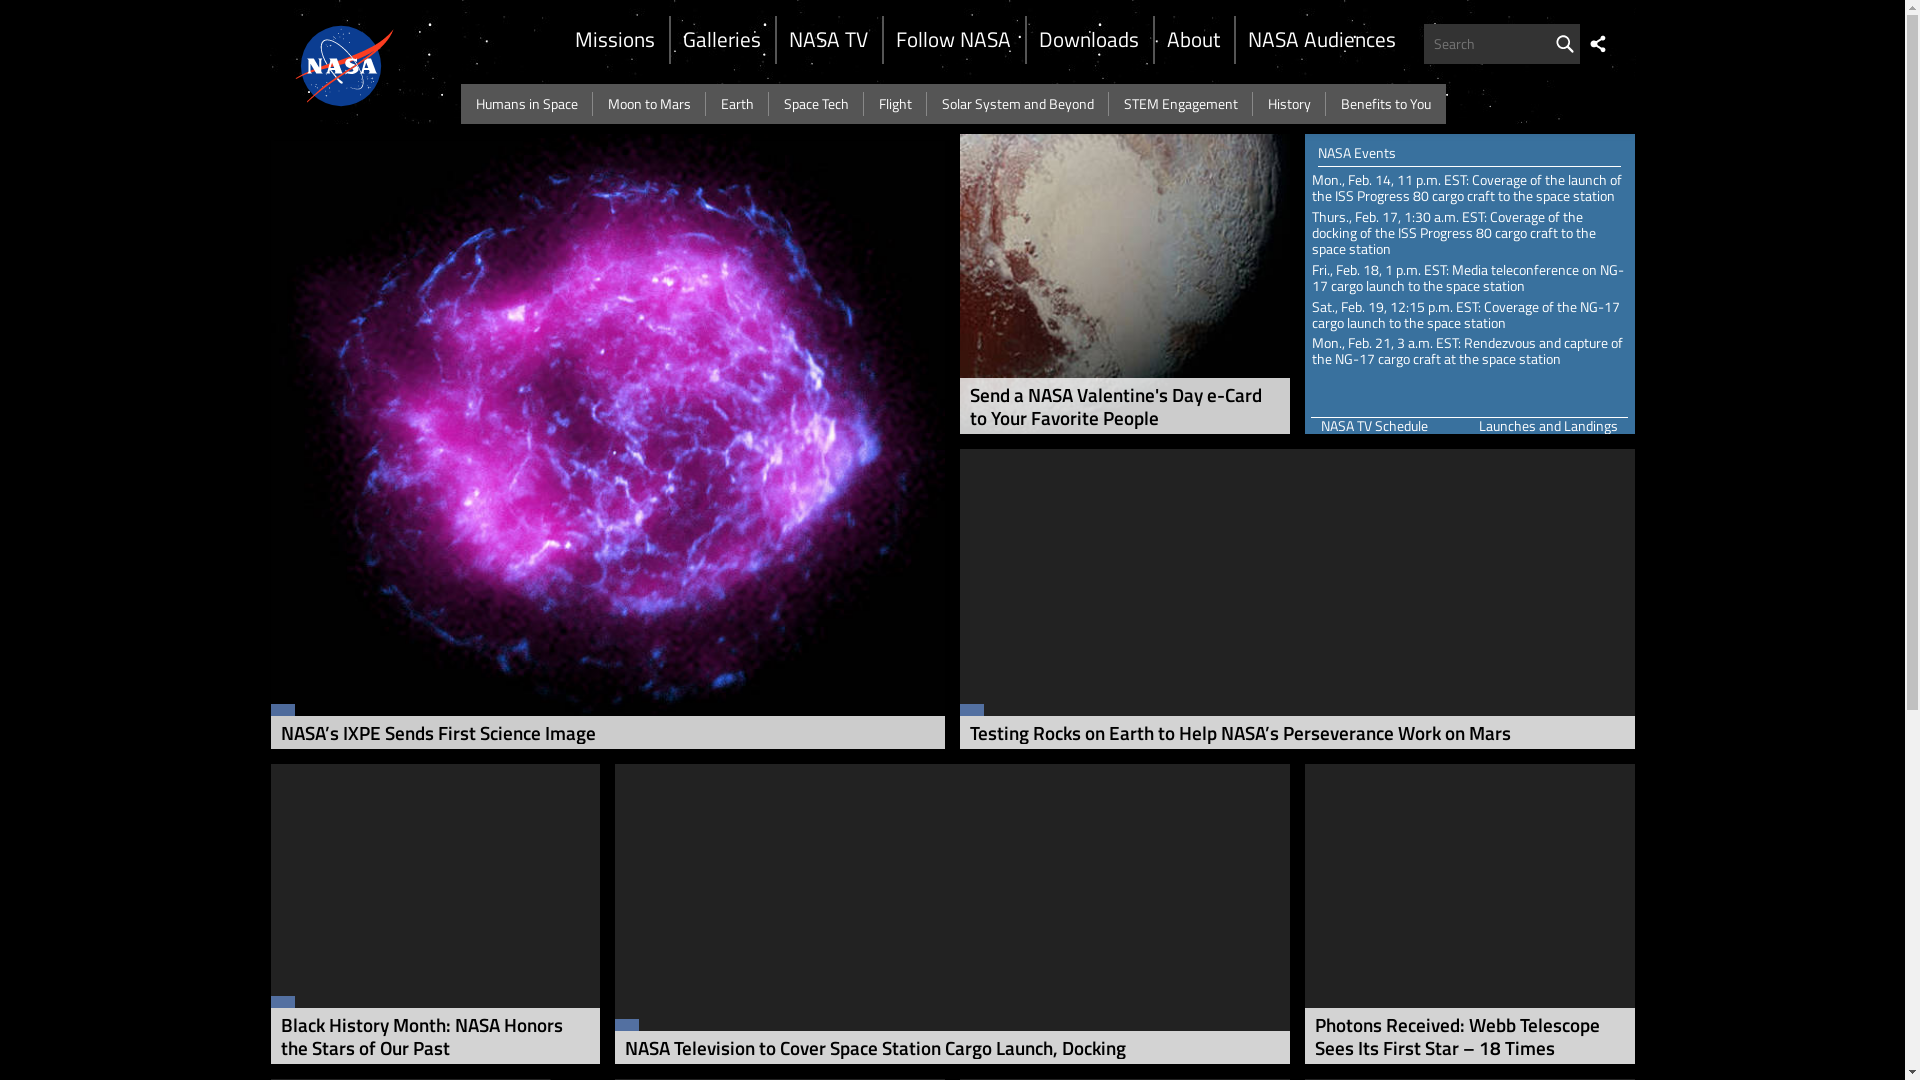 NASA
Missions
Galleries
NASA TV
Follow NASA
Downloads
About
NASA Audiences
Search
Humans in Space
Moon to Mars
Earth
Space Tech
Flight
Solar System and Beyond
STEM Engagement
History
Benefits to You
NASA’s IXPE Sends First Science Image
Send a NASA Valentine's Day e-Card
to Your Favorite People
NASA Events
Mon., Feb. 14, 11 p.m. EST: Coverage of the launch of
the ISS Progress 80 cargo craft to the space station
Thurs., Feb. 17, 1:30 a.m. EST: Coverage of the
docking of the ISS Progress 80 cargo craft to the
space station
Fri., Feb. 18, 1 p.m. EST: Media teleconference on NG-
17 cargo launch to the space station
Sat., Feb. 19, 12:15 p.m. EST: Coverage of the NG-17
cargo launch to the space station
Mon., Feb. 21, 3 a.m. EST: Rendezvous and capture of
the NG-17 cargo craft at the space station
NASA TV Schedule
Launches and Landings
Testing Rocks on Earth to Help NASA’s Perseverance Work on Mars
Black History Month: NASA Honors
the Stars of Our Past
NASA Television to Cover Space Station Cargo Launch, Docking
Photons Received: Webb Telescope
Sees Its First Star – 18 Times